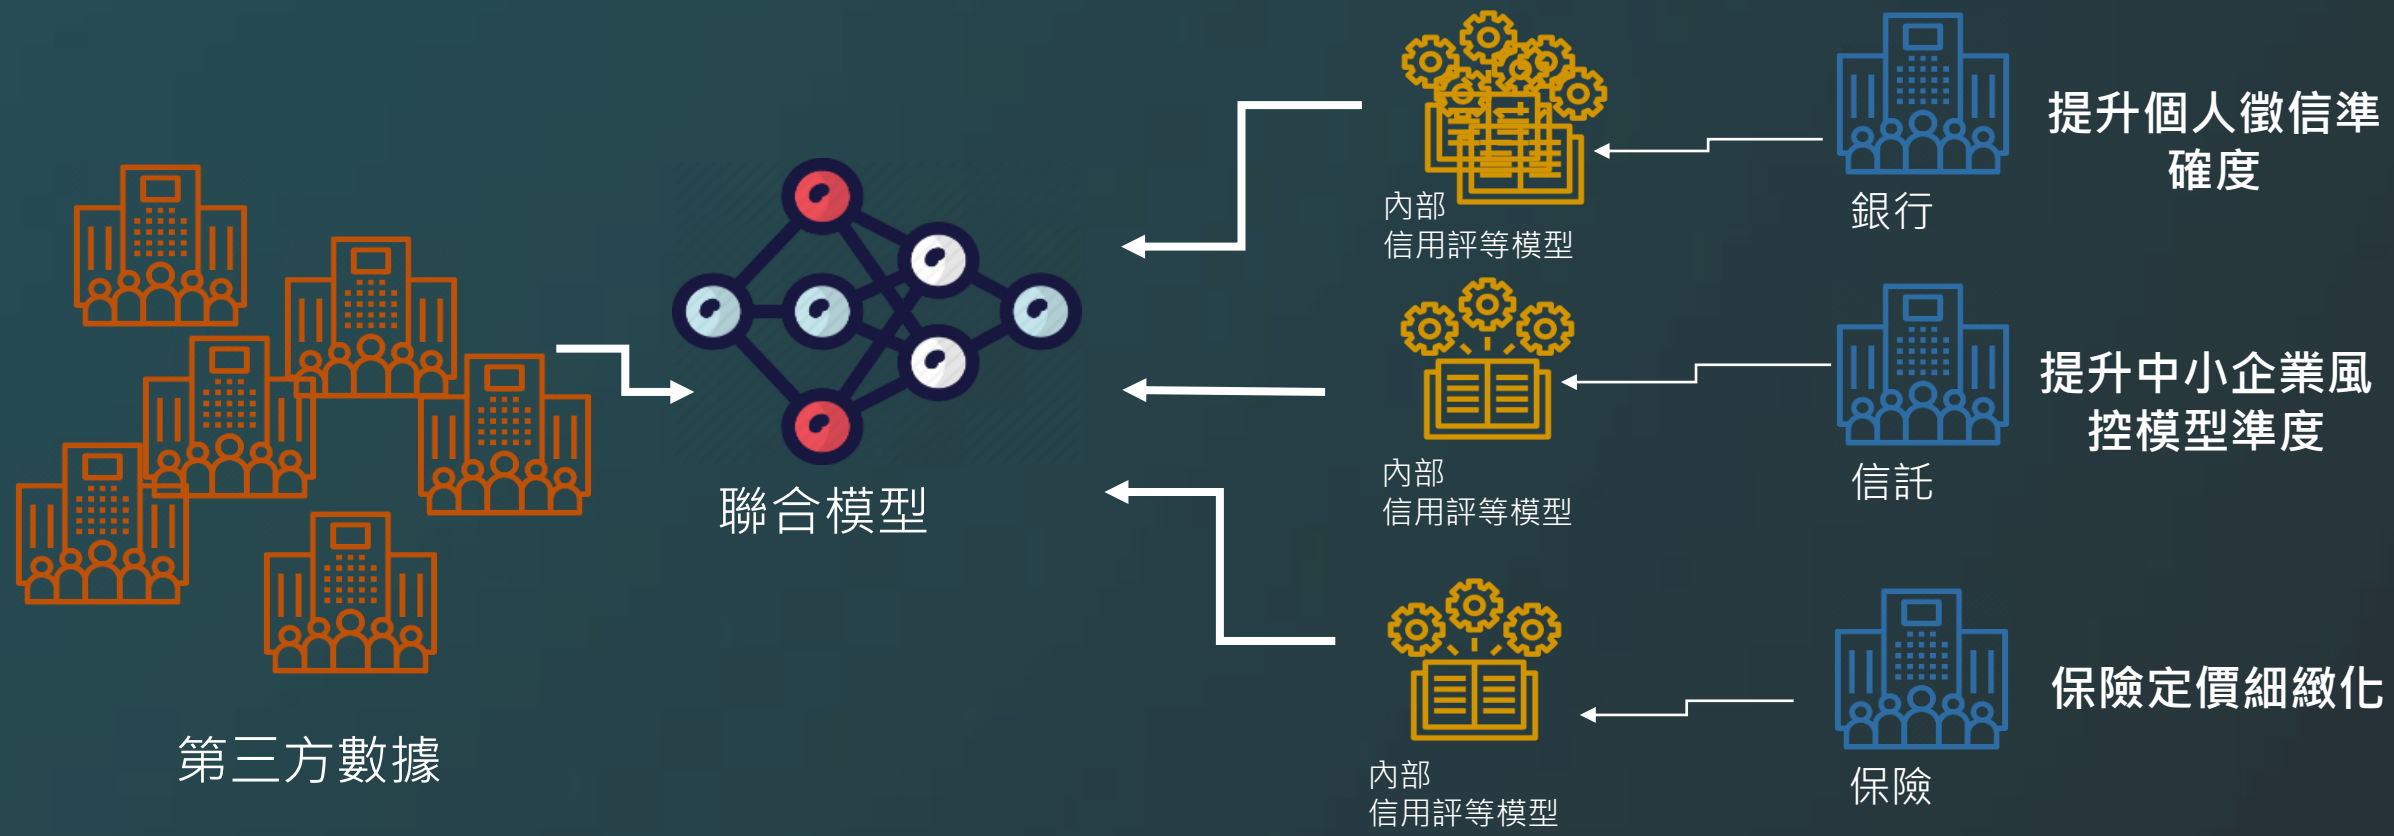 提升個人徵信準
確度
銀行
內部
信用評等模型
提升中小企業風
控模型準度
信託
內部
信用評等模型
聯合模型
保險定價細緻化
保險
第三方數據
內部
信用評等模型